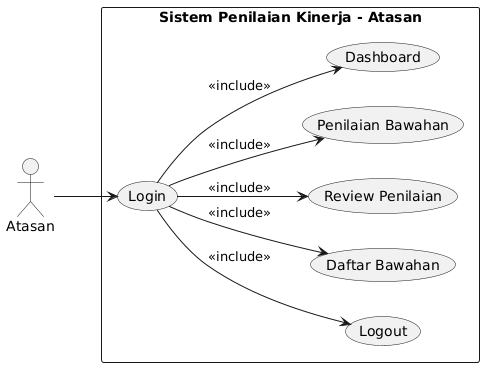 Sistem Penilaian Kinerja - Atasan
Dashboard
«include»
Penilaian Bawahan
«include»
Review Penilaian
«include»
Login
«include»
Atasan
Daftar Bawahan
«include»
Logout